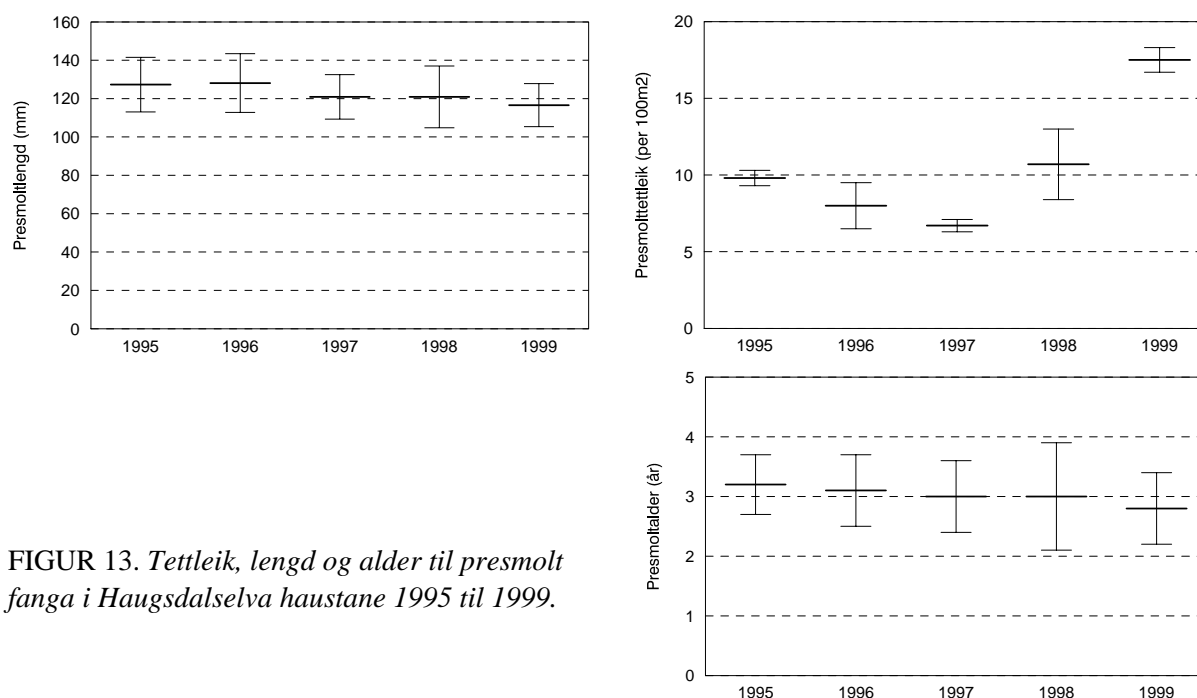 Presmoltlengd (mm)
160
140
120
100
80
60
40
20
0
1995 1996 1997 1998 1999
Presmolttettleik (per 100m2)
20
15
10
5
0
1995 1996 1997 1998 1999
Presmoltalder (år)
5
4
3
2
1
0
1995 1996 1997 1998 1999
FIGUR 13. Tettleik, lengd og alder til presmolt
fanga i Haugsdalselva haustane 1995 til 1999.